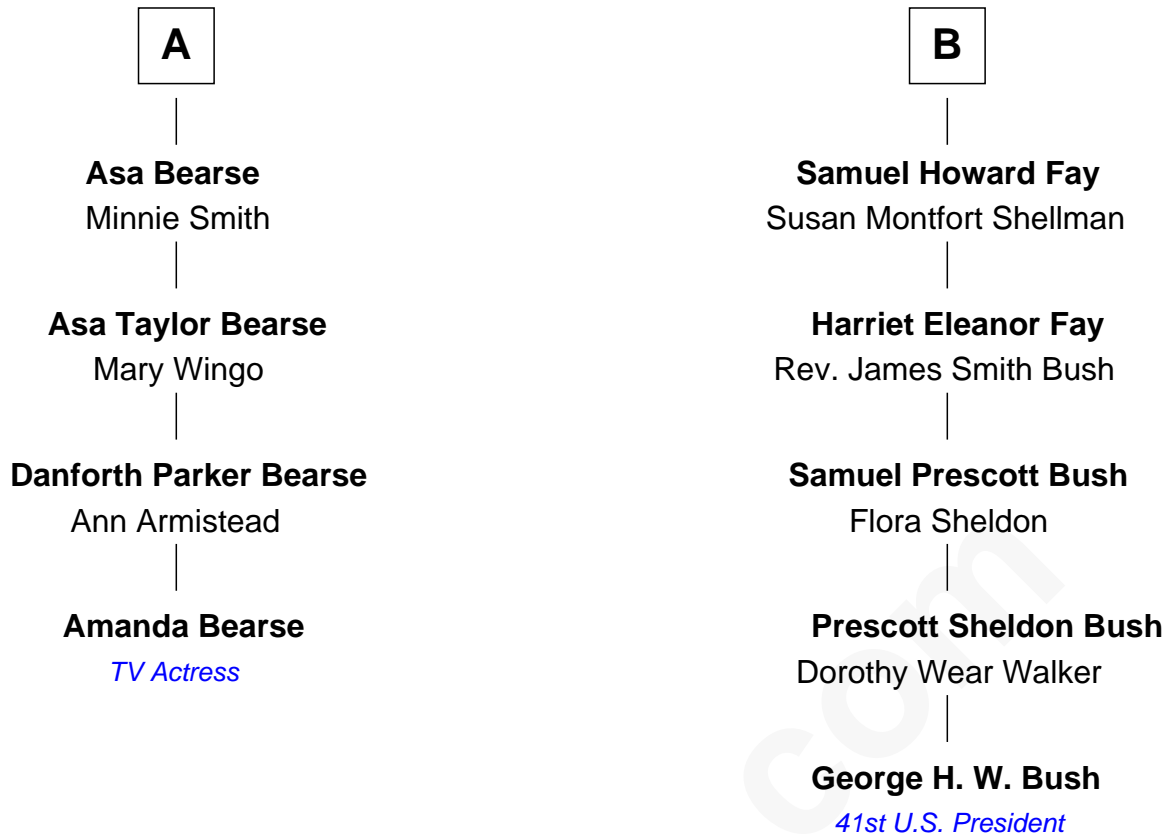 A
Asa Bearse
Minnie Smith
Asa Taylor Bearse
Mary Wingo
Danforth Parker Bearse
Ann Armistead
Amanda Bearse
TV Actress
B
Samuel Howard Fay
Susan Montfort Shellman
Harriet Eleanor Fay
Rev. James Smith Bush
Samuel Prescott Bush
Flora Sheldon
Prescott Sheldon Bush
Dorothy Wear Walker
George H. W. Bush
41st U.S. President
com